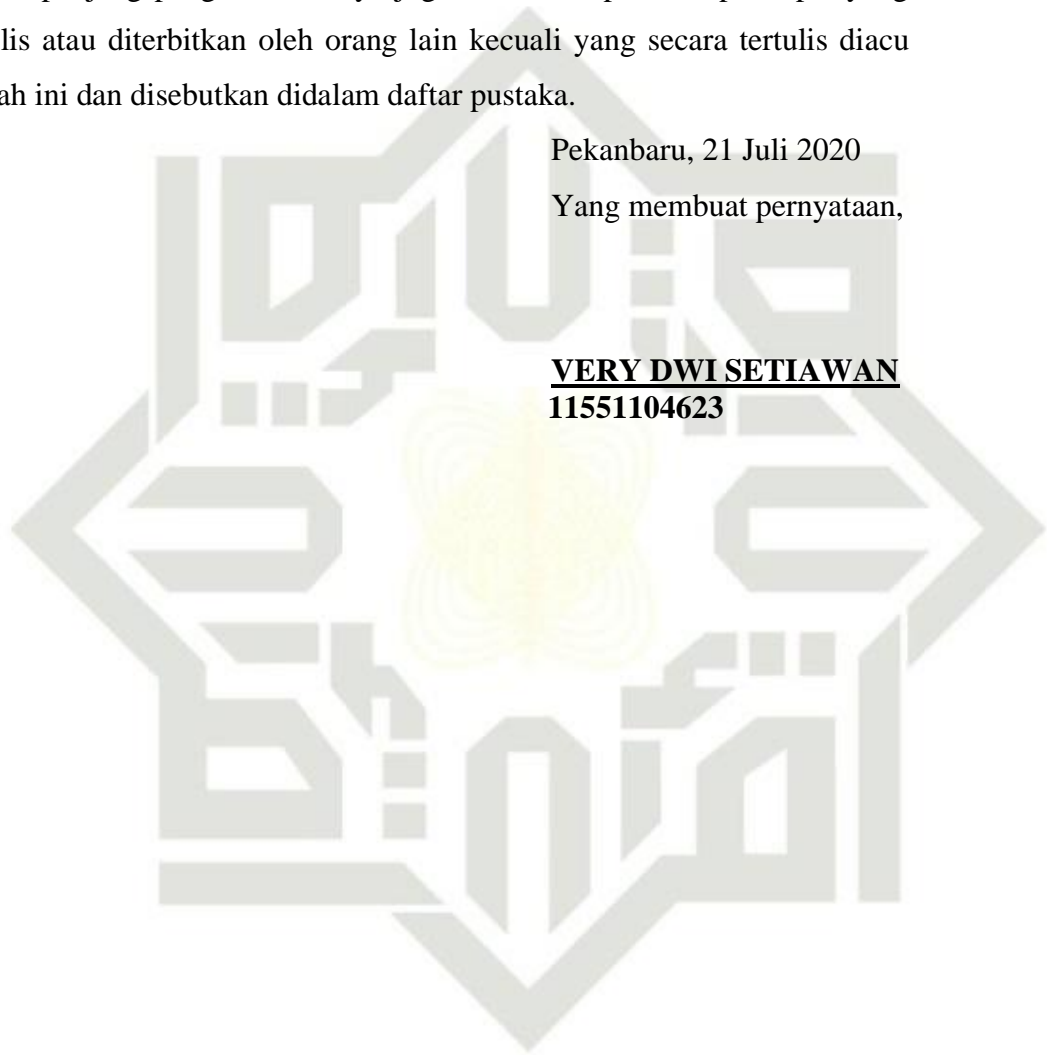 lis atau diterbitkan oleh orang lain kecuali yang secara tertulis diacu
ah ini dan disebutkan didalam daftar pustaka.
Pekanbaru, 21 Juli 2020
Yang membuat pernyataan,
VERY DWI SETIAWAN
11551104623